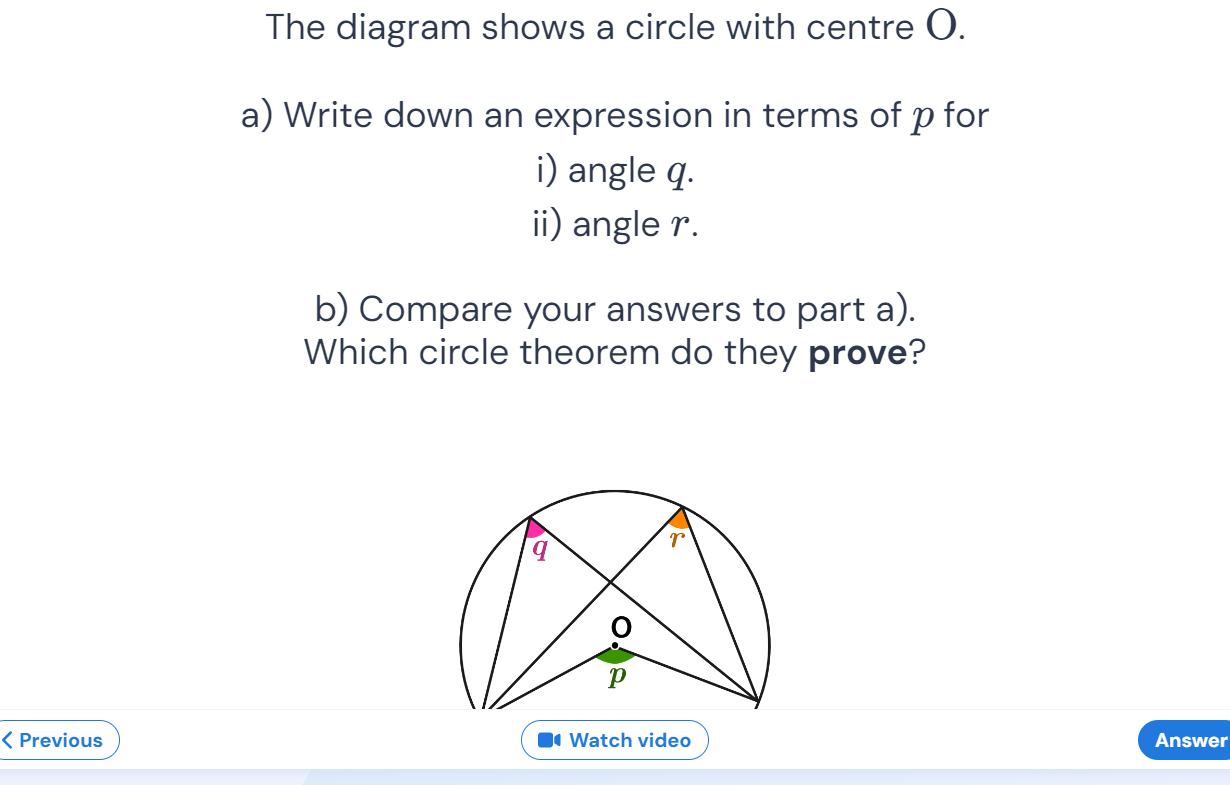 The diagram shows a circle with centre O.
a) Write down an expression in terms of p for
i) angle q.
ii) angle r.
b) Compare your answers to part a).
Which circle theorem do they prove?
q
r
O
p
Previous
Watch video
Answer